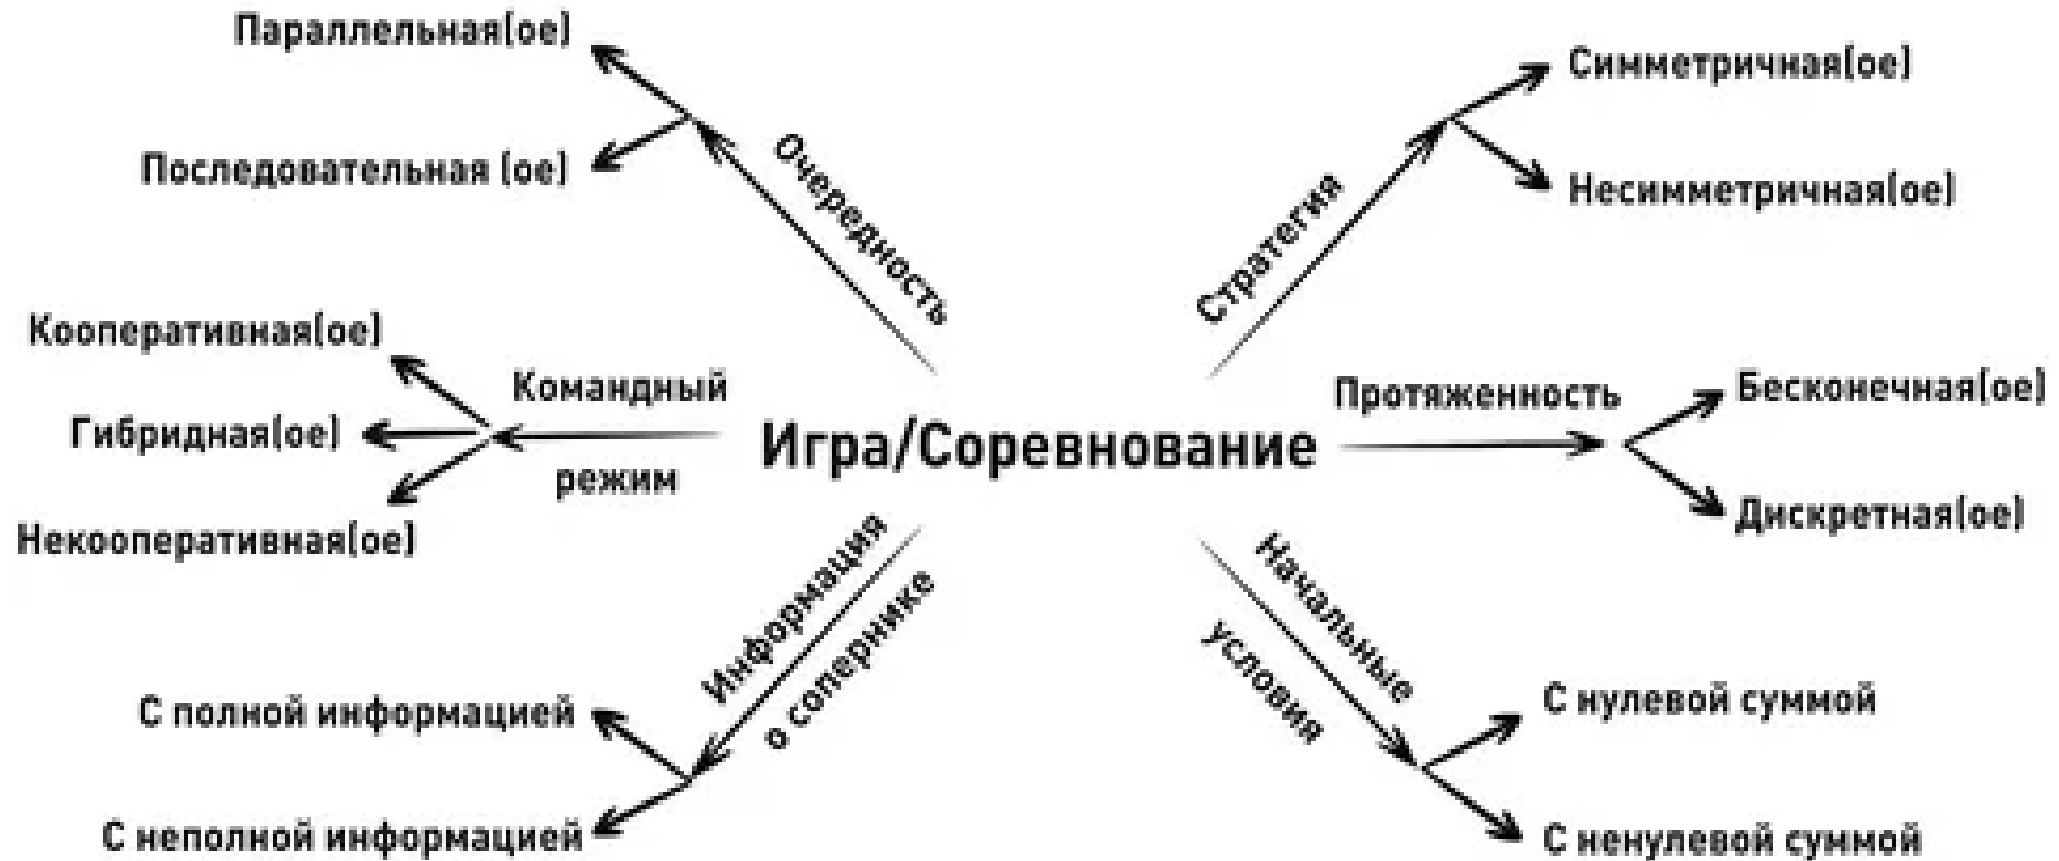 Параллельная(ое)
Последовательная (ое)
Очередность
Стратегия
Симметричная(ое)
Несимметричная(ое)
Кооперативная(ое)
Гибридная(ое)
Некооперативная(ое)
Командный
режим
Игра/Соревнование
Протяженность
Бесконечная(ое)
Дискретная(ое)
Информация
о сопернике
С полной информацией
С неполной информацией
Начальные
условия
С нулевой суммой
С ненулевой суммой